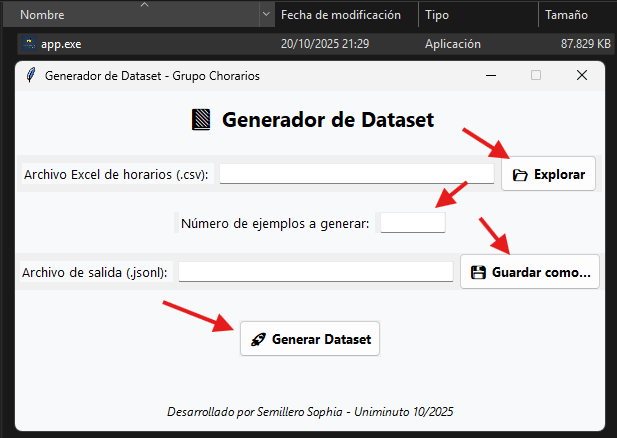 Nombre Fecha de modificación Tipo Tamaño
app.exe 20/10/2025 21:29 Aplicación 87.829 KB
Generador de Dataset - Grupo Chorarios
Generador de Dataset
Archivo Excel de horarios (.csv): Explorar
Número de ejemplos a generar:
Archivo de salida (.jsonl): Guardar como...
Generar Dataset
Desarrollado por Semillero Sophia - Uniminuto 10/2025